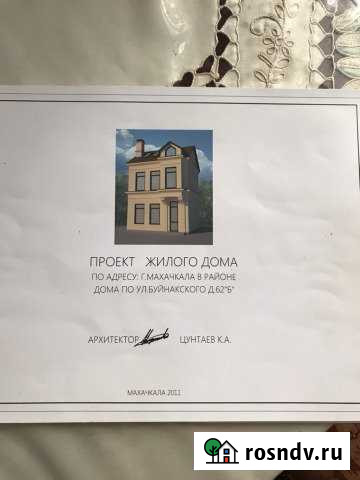 ПРОЕКТ ЖИЛОГО ДОМА
ПО АДРЕСУ: Г.МАХАЧКАЛА В РАЙОНЕ
ДОМА ПО УЛ.БУЙНАКСКОГО Д.62"Б"
АРХИТЕКТОР ЦУНТАЕВ К.А.
МАХАЧКАЛА 2011
rosndv.ru